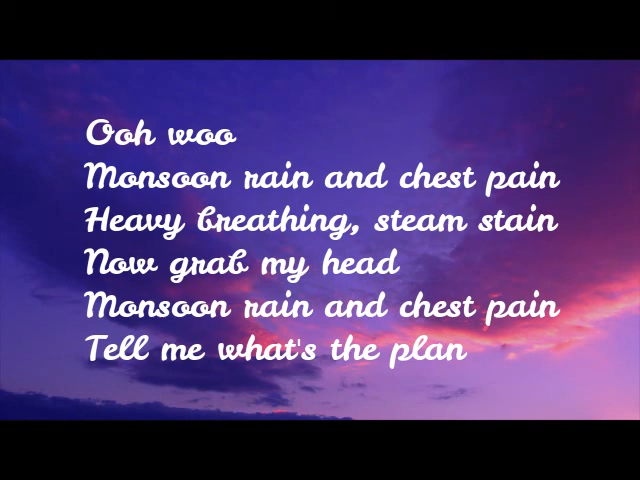 Ooh woo
Monsoon rain and chest pain
Heavy breathing, steam stain
Now grab my head
Monsoon rain and chest pain
Tell me what's the plan